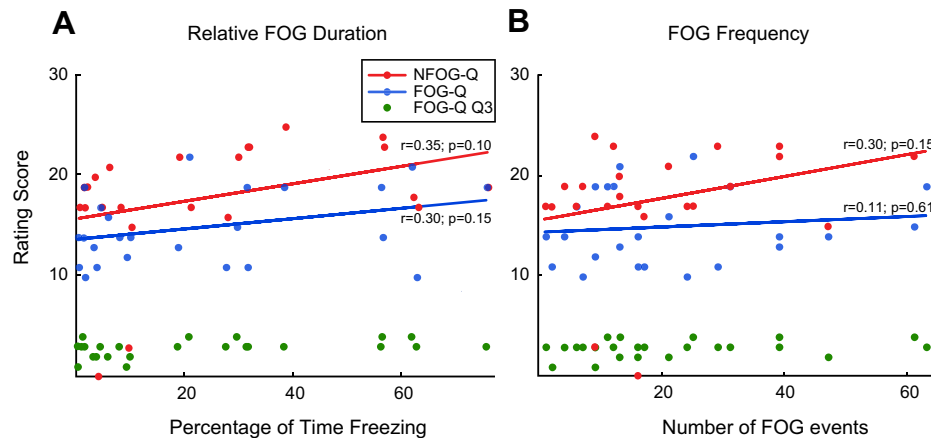 A
Relative FOG Duration
Rating Score
30
20
10
NFOG-Q
FOG-Q
FOG-Q Q3
r=0.35; p=0.10
r=0.30; p=0.15
20
40
60
Percentage of Time Freezing
B
FOG Frequency
30
20
10
r=0.30; p=0.15
r=0.11; p=0.61
20
40
60
Number of FOG events